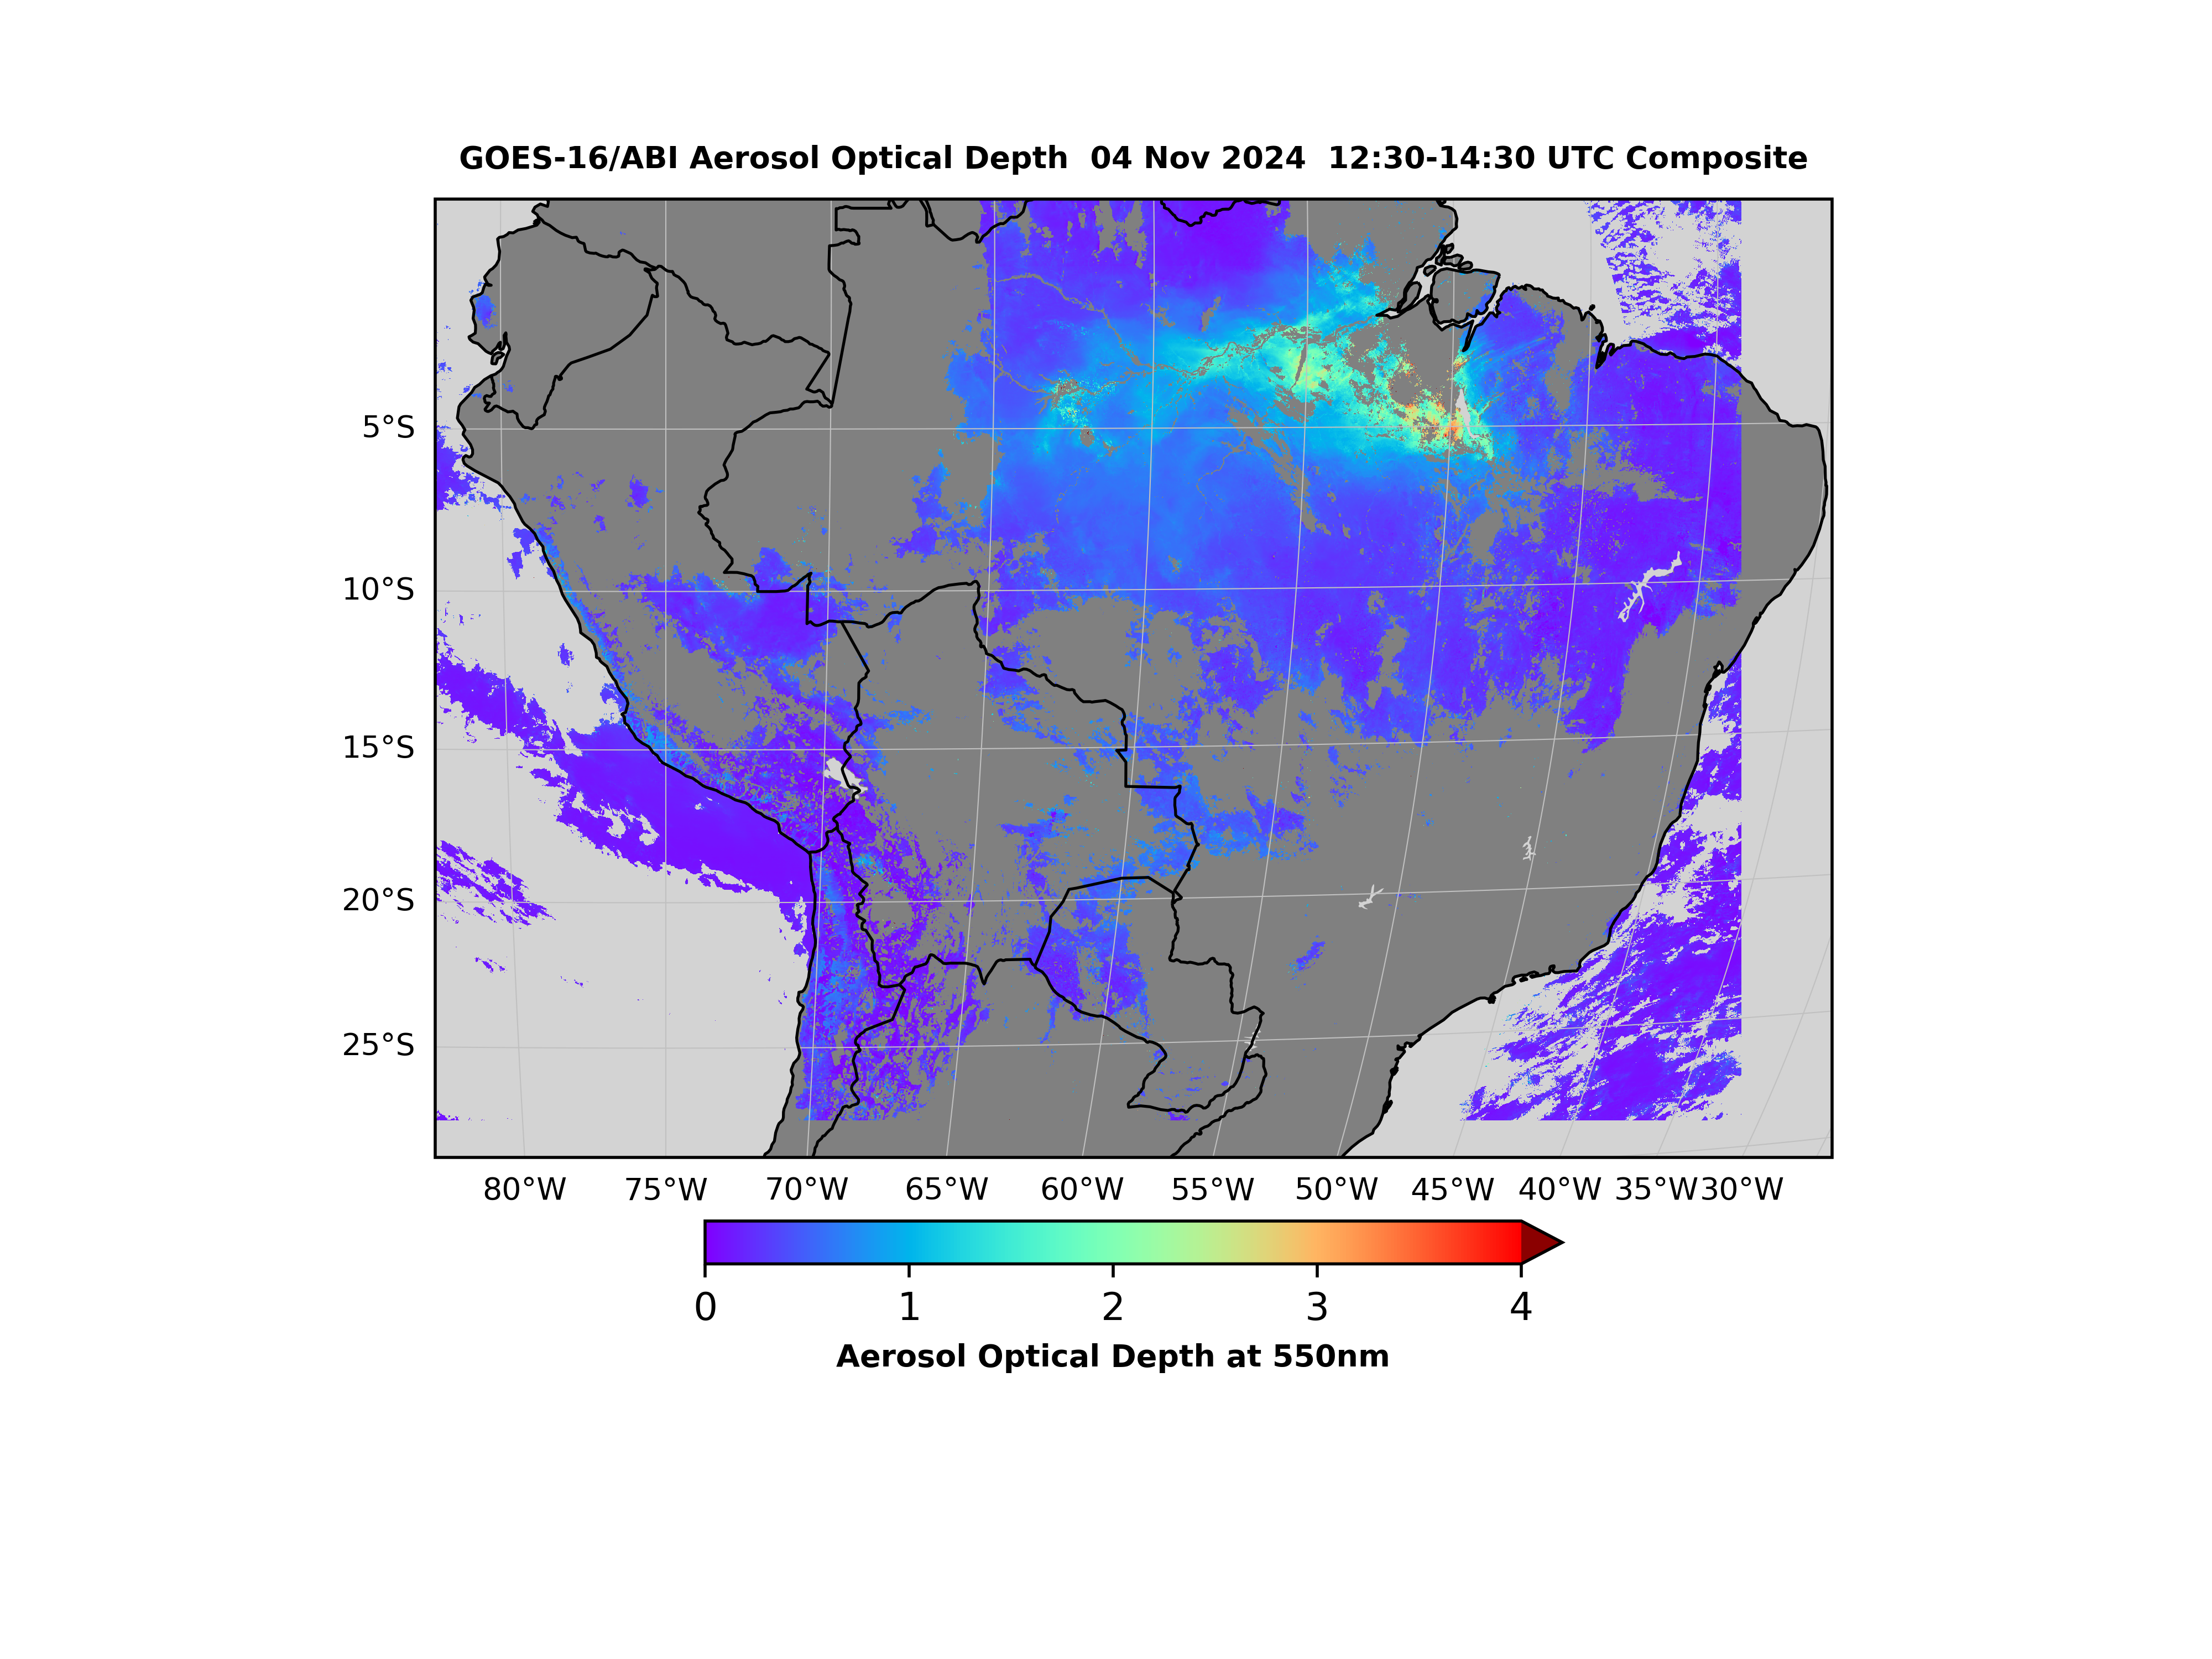 GOES-16/ABI Aerosol Optical Depth  04 Nov 2024  12:30-14:30 UTC Composite
5°S
10°S
15°S
20°S
25°S
80°W 75°W 70°W 65°W 60°W 55°W 50°W 45°W 40°W 35°W 30°W
0 1 2 3 4
Aerosol Optical Depth at 550nm